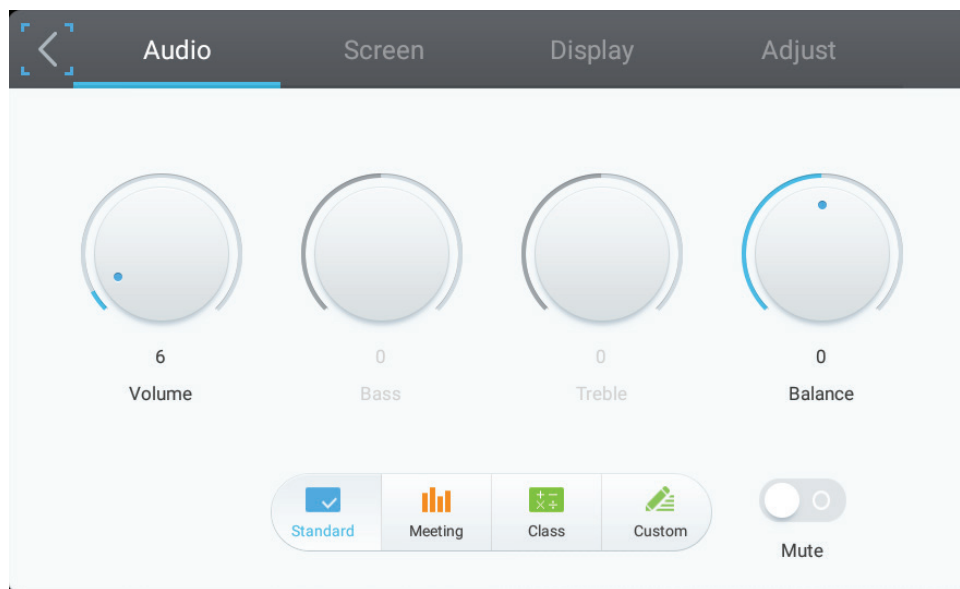 Audio Screen Display Adjust
6 0 0 0
Volume Bass Treble Balance
Standard Meeting Class Custom
Mute